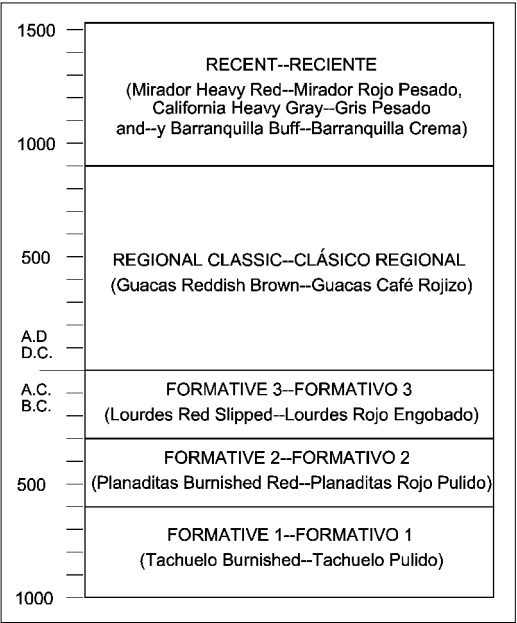 1500
RECENT--RECIENTE
(Mirador Heavy Red--Mirador Rojo Pesado,
California Heavy Gray--Gris Pesado
and--y Barranquilla Buff--Barranquilla Crema)
1000
500
REGIONAL CLASSIC--CLÁSICO REGIONAL
(Guacas Reddish Brown--Guacas Café Rojizo)
A.D
D.C.
A.C.
B.C.
FORMATIVE 3--FORMATIVO 3
(Lourdes Red Slipped--Lourdes Rojo Engobado)
FORMATIVE 2--FORMATIVO 2
500
(Planaditas Burnished Red--Planaditas Rojo Pulido)
FORMATIVE 1--FORMATIVO 1
(Tachuelo Burnished--Tachuelo Pulido)
1000